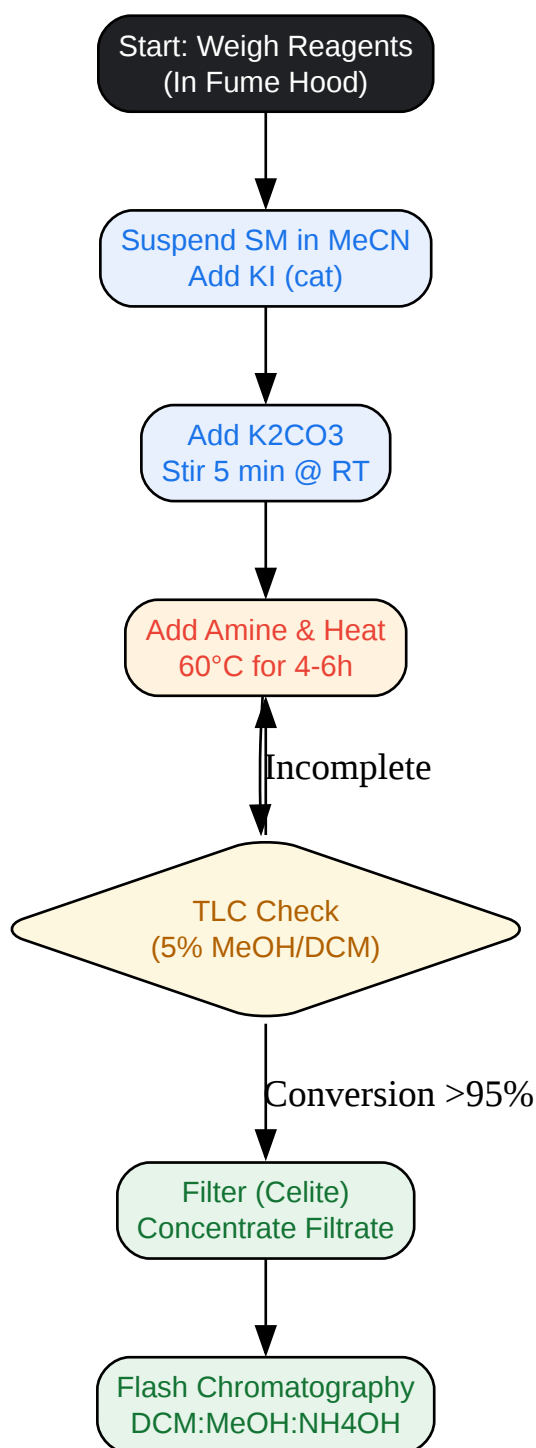 Start: Weigh Reagents
(In Fume Hood)
Suspend SM in MeCN
Add KI (cat)
Add K2CO3
Stir 5 min @ RT
Add Amine & Heat
60°C for 4-6h
Incomplete
TLC Check
(5% MeOH/DCM)
Conversion >95%
Filter (Celite)
Concentrate Filtrate
Flash Chromatography
DCM:MeOH:NH4OH